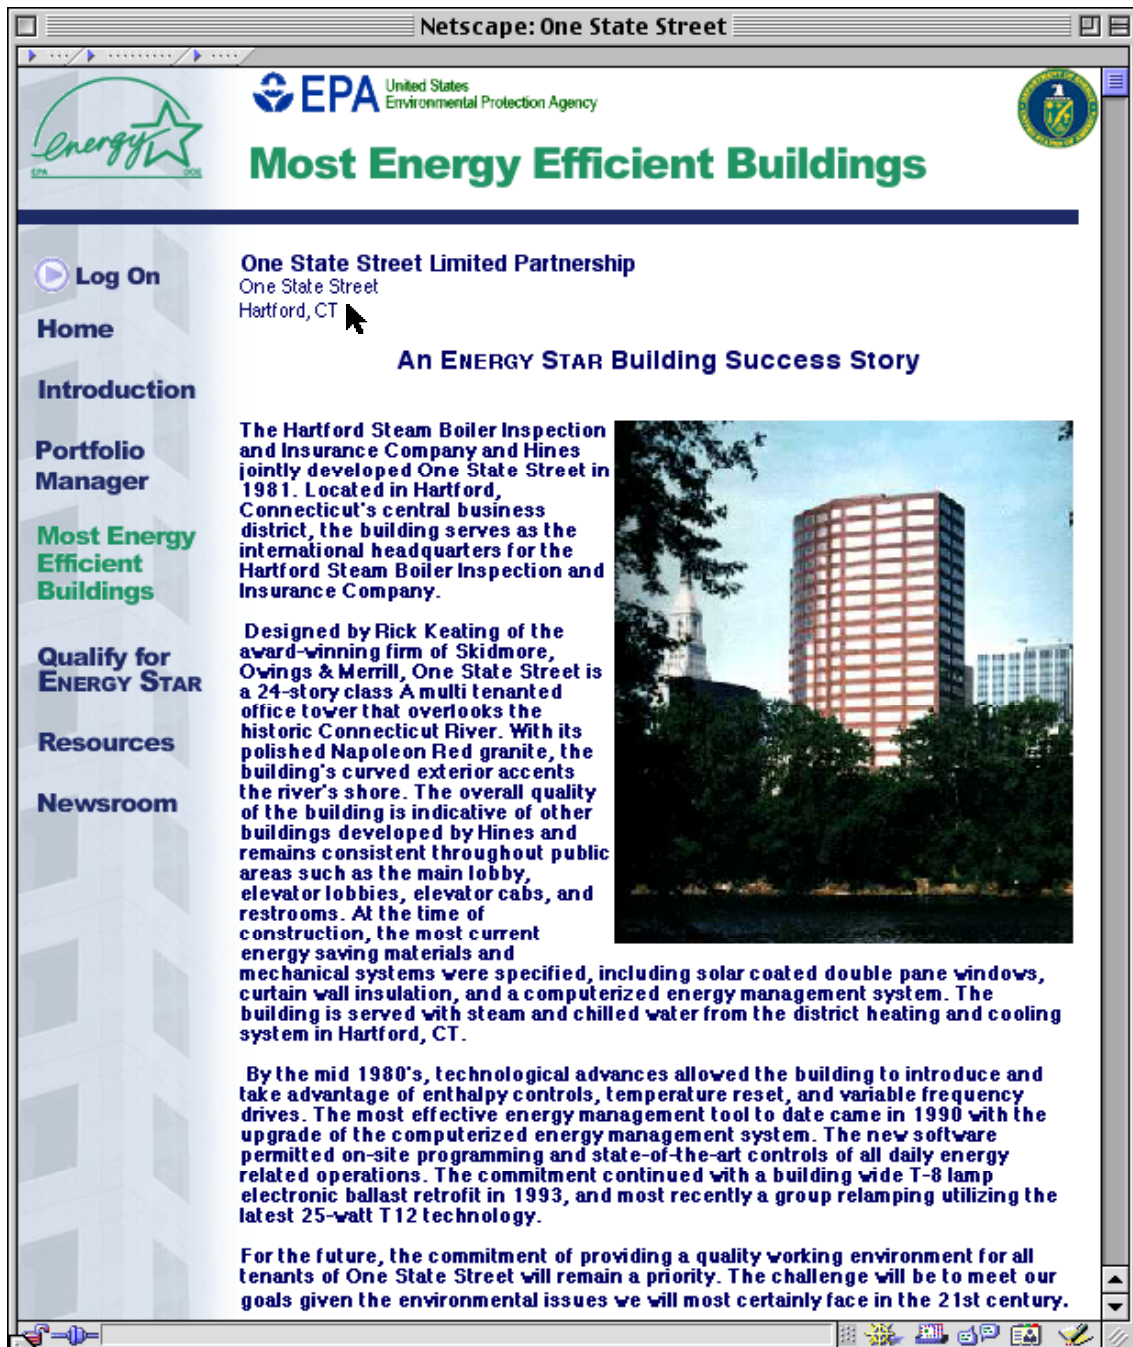 Netscape: One State Street
energy
EPA DOE
EPA United States
Environmental Protection Agency
Most Energy Efficient Buildings
Log On
Home
Introduction
Portfolio
Manager
Most Energy
Efficient
Buildings
Qualify for
ENERGY STAR
Resources
Newsroom
One State Street Limited Partnership
One State Street
Hartford, CT
An ENERGY STAR Building Success Story
The Hartford Steam Boiler Inspection
and Insurance Company and Hines
jointly developed One State Street in
1981. Located in Hartford,
Connecticut's central business
district, the building serves as the
international headquarters for the
Hartford Steam Boiler Inspection and
Insurance Company.
Designed by Rick Keating of the
award-winning firm of Skidmore,
Owings & Merrill, One State Street is
a 24-story class A multi tenanted
office tower that overlooks the
historic Connecticut River. With its
polished Napoleon Red granite, the
building's curved exterior accents
the river's shore. The overall quality
of the building is indicative of other
buildings developed by Hines and
remains consistent throughout public
areas such as the main lobby,
elevator lobbies, elevator cabs, and
restrooms. At the time of
construction, the most current
energy saving materials and
mechanical systems were specified, including solar coated double pane windows,
curtain wall insulation, and a computerized energy management system. The
building is served with steam and chilled water from the district heating and cooling
system in Hartford, CT.
By the mid 1980's, technological advances allowed the building to introduce and
take advantage of enthalpy controls, temperature reset, and variable frequency
drives. The most effective energy management tool to date came in 1990 with the
upgrade of the computerized energy management system. The new software
permitted on-site programming and state-of-the-art controls of all daily energy
related operations. The commitment continued with a building wide T-8 lamp
electronic ballast retrofit in 1993, and most recently a group relamping utilizing the
latest 25-watt T12 technology.
For the future, the commitment of providing a quality working environment for all
tenants of One State Street will remain a priority. The challenge will be to meet our
goals given the environmental issues we will most certainly face in the 21st century.